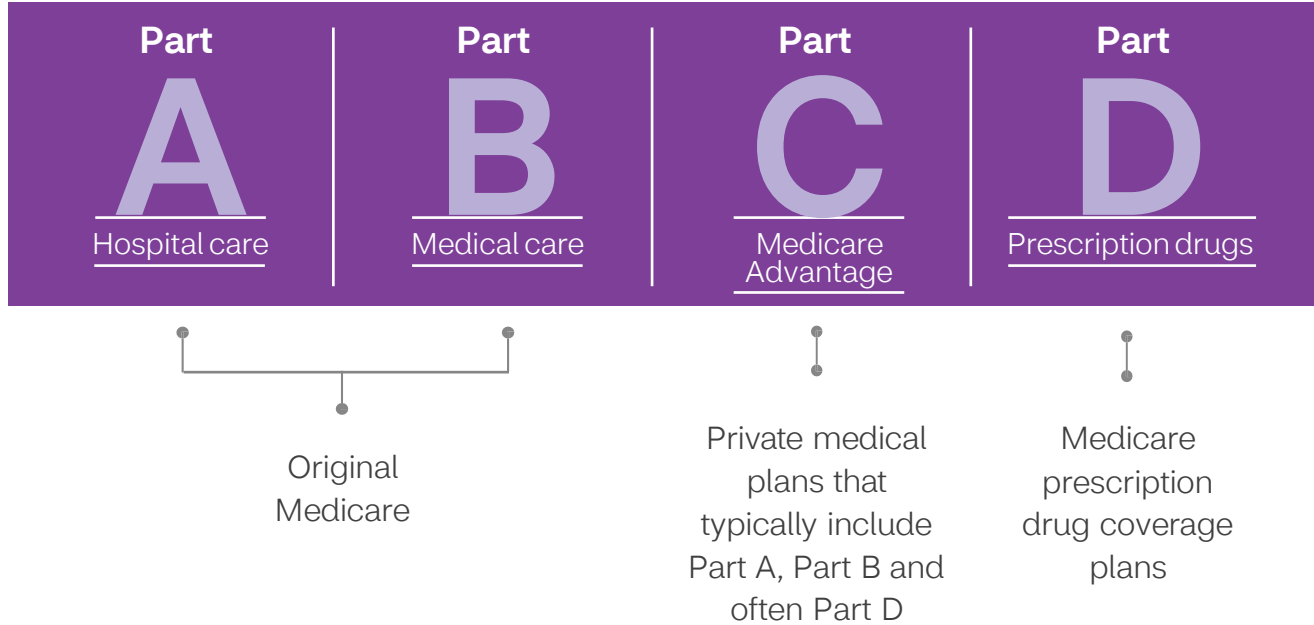 Part
A
Hospital care
Part
B
Medical care
Part
C
Medicare
Advantage
Part
D
Prescription drugs
Original
Medicare
Private medical
plans that
typically include
Part A, Part B and
often Part D
Medicare
prescription
drug coverage
plans